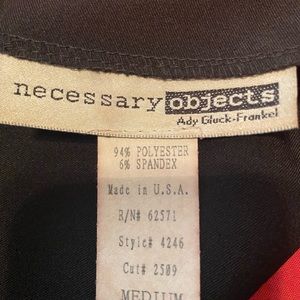 necessary objects
Ady Gluck-Frankel
94% POLYESTER
6% SPANDEX
Made in U.S.A.
R/N# 62571
Style# 4246
Cut# 2509
MEDIUM